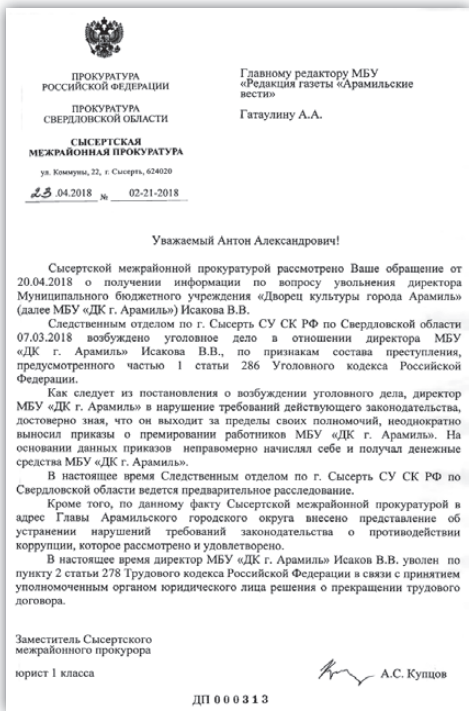 ПРОКУРАТУРА
РОССИЙСКОЙ ФЕДЕРАЦИИ
ПРОКУРАТУРА
СВЕРДЛОВСКОЙ ОБЛАСТИ
СЫСЕРТСКАЯ
МЕЖРАЙОННАЯ ПРОКУРАТУРА
ул. Коммуны, 22, г. Сысерть, 624020
23.04.2018 № 02-21-2018
Главному редактору МБУ
«Редакция газеты «Арамильские
вести»
Гатаулину А.А.
Уважаемый Антон Александрович!
Сысертской межрайонной прокуратурой рассмотрено Ваше обращение от
20.04.2018 о получении информации по вопросу увольнения директора
Муниципального бюджетного учреждения «Дворец культуры города Арамиль»
(далее МБУ «ДК г. Арамиль») Исакова В.В.
Следственным отделом по г. Сысерть СУ СК РФ по Свердловской области
07.03.2018 возбуждено уголовное дело в отношении директора МБУ
«ДК г. Арамиль» Исакова В.В., по признакам состава преступления,
предусмотренного частью 1 статьи 286 Уголовного кодекса Российской
Федерации.
Как следует из постановления о возбуждении уголовного дела, директор
МБУ «ДК г. Арамиль» в нарушение требований действующего законодательства,
достоверно зная, что он выходит за пределы своих полномочий, неоднократно
выносил приказы о премировании работников МБУ «ДК г. Арамиль». На
основании данных приказов неправомерно начислял себе и получал денежные
средства МБУ «ДК г. Арамиль».
В настоящее время Следственным отделом по г. Сысерть СУ СК РФ по
Свердловской области ведется предварительное расследование.
Кроме того, по данному факту Сысертской межрайонной прокуратурой в
адрес Главы Арамильского городского округа внесено представление об
устранении нарушений требований законодательства о противодействии
коррупции, которое рассмотрено и удовлетворено.
В настоящее время директор МБУ «ДК г. Арамиль» Исаков В.В. уволен по
пункту 2 статьи 278 Трудового кодекса Российской Федерации в связи с принятием
уполномоченным органом юридического лица решения о прекращении трудового
договора.
Заместитель Сысертского
межрайонного прокурора
юрист 1 класса
А.С. Купцов
ДП 000313